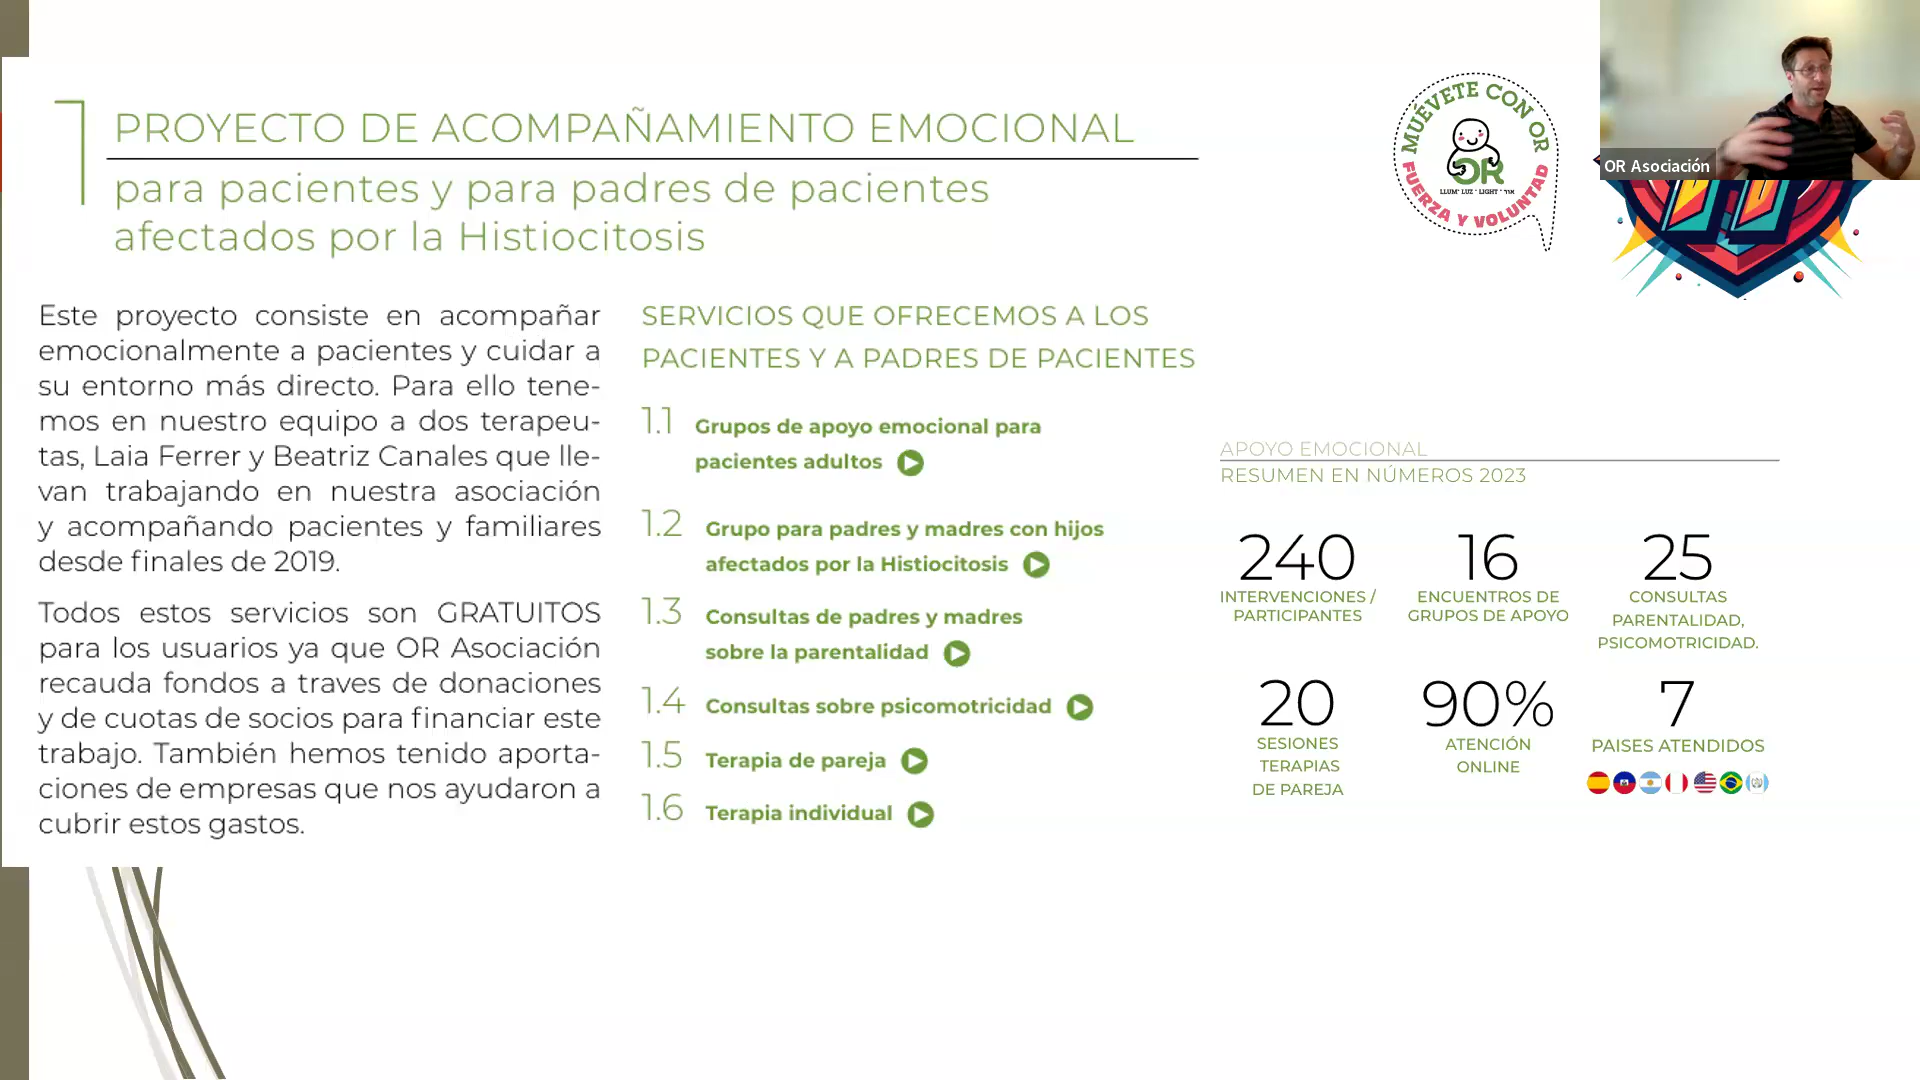 1 PROYECTO DE ACOMPAÑAMIENTO EMOCIONAL
para pacientes y para padres de pacientes
afectados por la Histiocitosis
MUÉVETE CON OR
OR
LLUM · LUZ · LIGHT · אור
FUERZA Y VOLUNTAD
OR Asociación
Este proyecto consiste en acompañar
emocionalmente a pacientes y cuidar a
su entorno más directo. Para ello tene-
mos en nuestro equipo a dos terapeu-
tas, Laia Ferrer y Beatriz Canales que lle-
van trabajando en nuestra asociación
y acompañando pacientes y familiares
desde finales de 2019.
Todos estos servicios son GRATUITOS
para los usuarios ya que OR Asociación
recauda fondos a traves de donaciones
y de cuotas de socios para financiar este
trabajo. También hemos tenido aporta-
ciones de empresas que nos ayudaron a
cubrir estos gastos.
SERVICIOS QUE OFRECEMOS A LOS
PACIENTES Y A PADRES DE PACIENTES
1.1 Grupos de apoyo emocional para
pacientes adultos
1.2 Grupo para padres y madres con hijos
afectados por la Histiocitosis
1.3 Consultas de padres y madres
sobre la parentalidad
1.4 Consultas sobre psicomotricidad
1.5 Terapia de pareja
1.6 Terapia individual
APOYO EMOCIONAL
RESUMEN EN NÚMEROS 2023
240
INTERVENCIONES /
PARTICIPANTES
16
ENCUENTROS DE
GRUPOS DE APOYO
25
CONSULTAS
PARENTALIDAD,
PSICOMOTRICIDAD.
20
SESIONES
TERAPIAS
DE PAREJA
90%
ATENCIÓN
ONLINE
7
PAISES ATENDIDOS